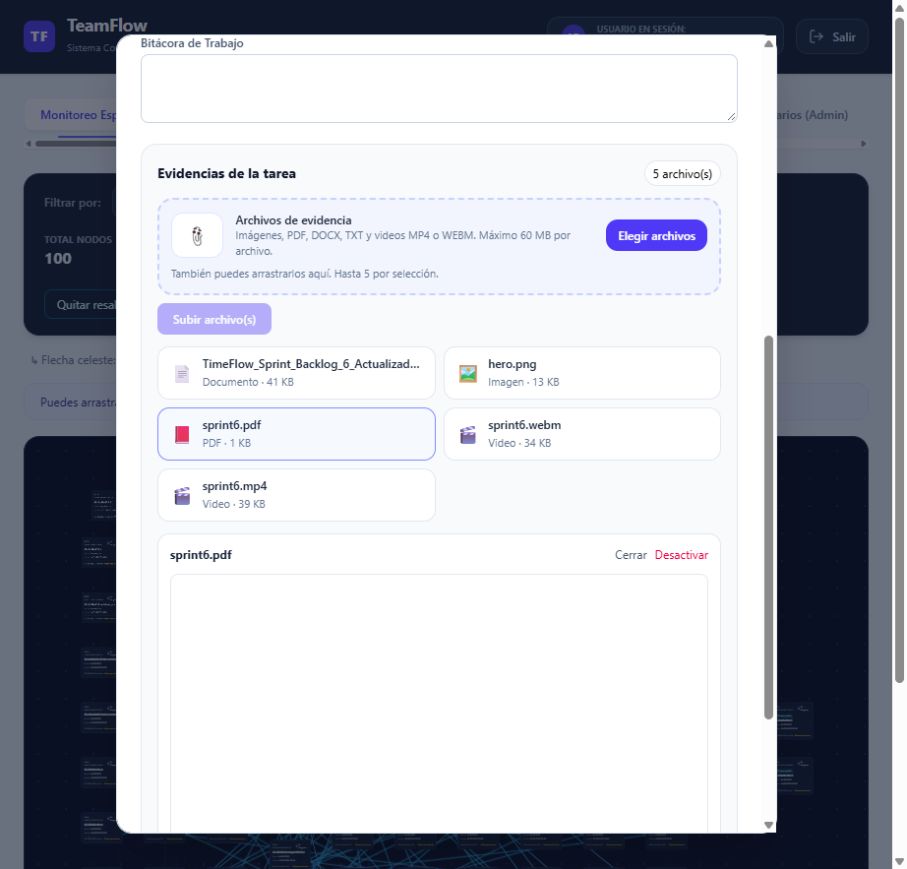 TF
TeamFlow
Sistema Co
USUARIO EN SESIÓN:
Salir
Monitoreo Esp
arios (Admin)
Filtrar por:
TOTAL NODOS
100
Quitar resal
↳ Flecha celeste:
Puedes arrastra
Bitácora de Trabajo
Evidencias de la tarea
5 archivo(s)
Archivos de evidencia
Imágenes, PDF, DOCX, TXT y videos MP4 o WEBM. Máximo 60 MB por
archivo.
Elegir archivos
También puedes arrastrarlos aquí. Hasta 5 por selección.
Subir archivo(s)
TimeFlow_Sprint_Backlog_6_Actualizad...
Documento · 41 KB
hero.png
Imagen · 13 KB
sprint6.pdf
PDF · 1 KB
sprint6.webm
Video · 34 KB
sprint6.mp4
Video · 39 KB
sprint6.pdf
Cerrar
Desactivar